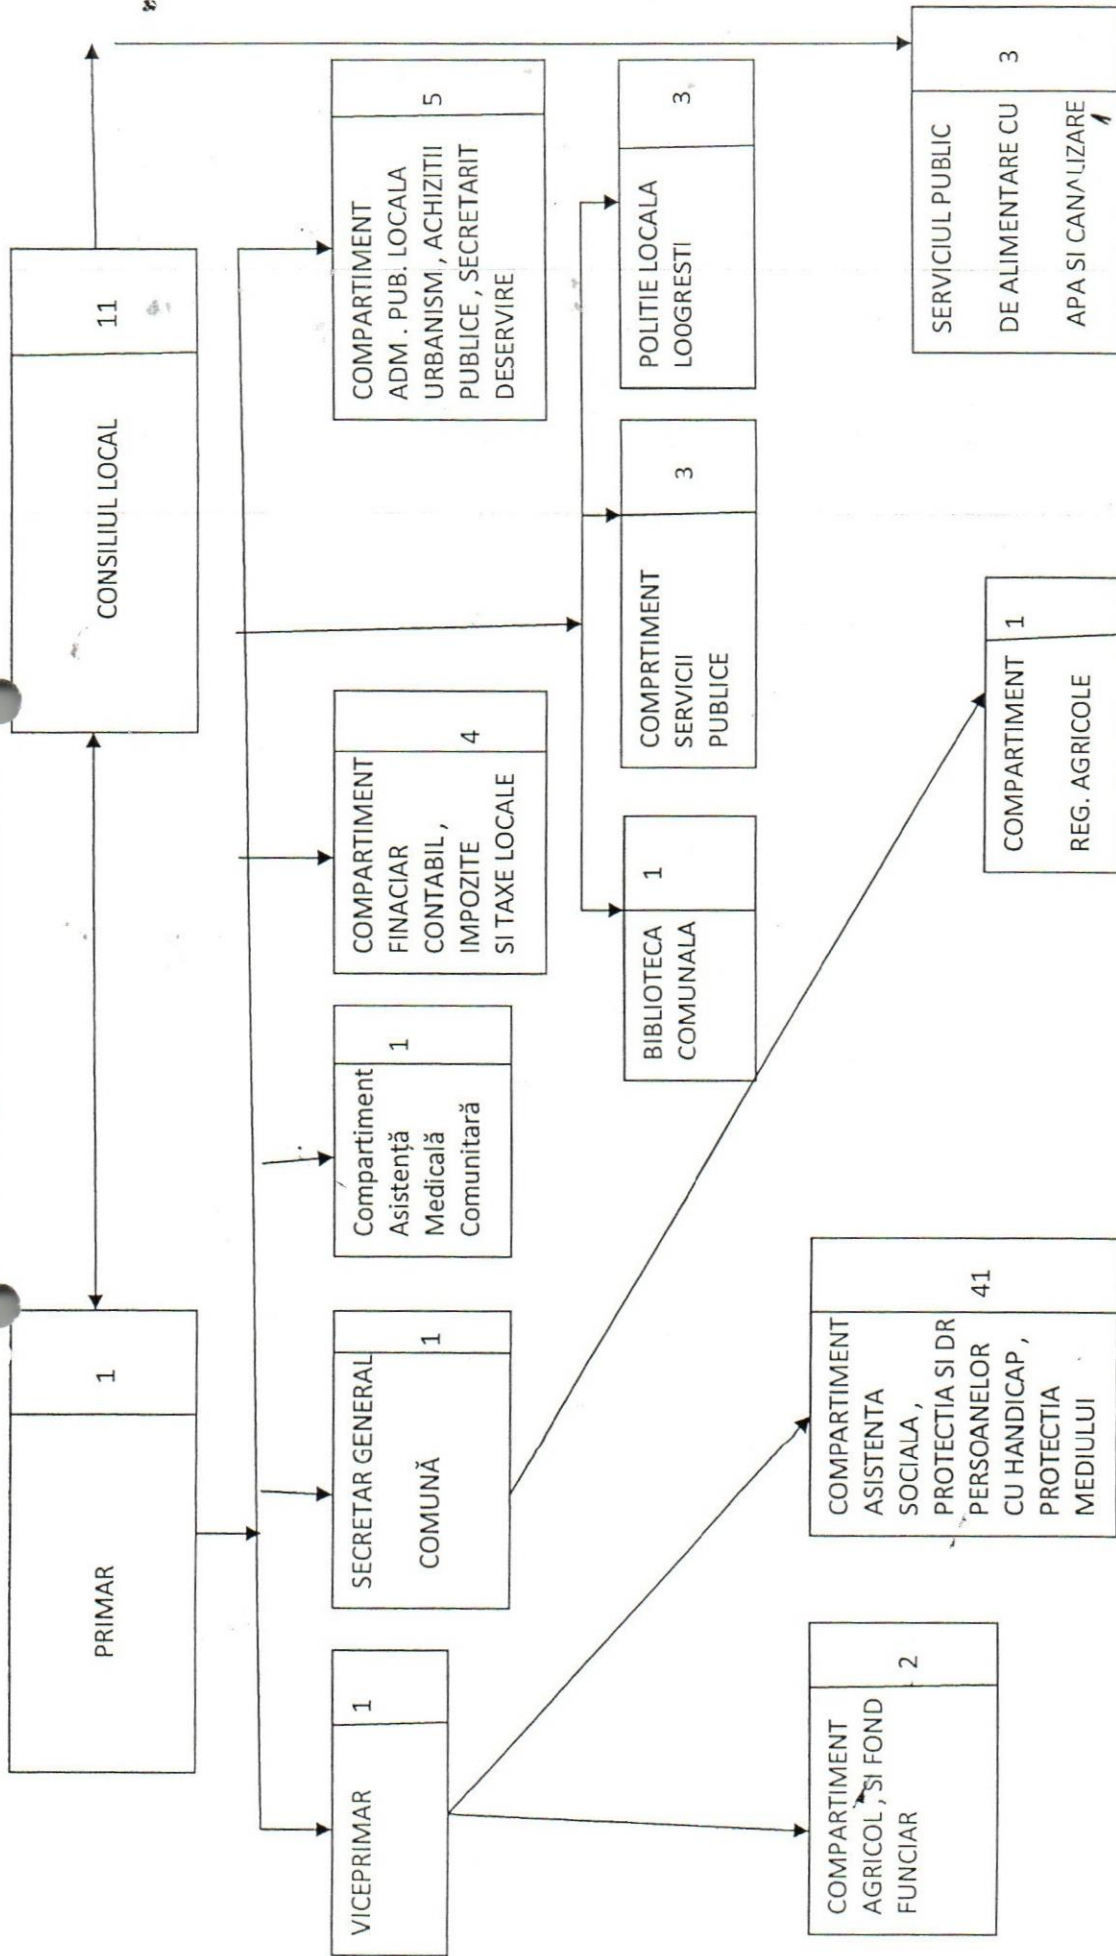 PRIMAR
1
CONSILIUL LOCAL
11
VICEPRIMAR
1
SECRETAR GENERAL
COMUNĂ
1
Compartiment
Asistență
Medicală
Comunitară
1
COMPARTIMENT
FINACIAR
CONTABIL ,
IMPOZITE
SI TAXE LOCALE
4
COMPARTIMENT
ADM . PUB. LOCALA
URBANISM , ACHIZITII
PUBLICE , SECRETARIT
DESERVIRE
5
BIBLIOTECA
COMUNALA
1
COMPRTIMENT
SERVICII
PUBLICE
3
POLITIE LOCALA
LOOGRESTI
3
COMPARTIMENT
AGRICOL , SI FOND
FUNCIAR
2
COMPARTIMENT
ASISTENTA
SOCIALA ,
PROTECTIA SI DR
PERSOANELOR
CU HANDICAP ,
PROTECTIA
MEDIULUI
41
COMPARTIMENT
REG. AGRICOLE
1
SERVICIUL PUBLIC
DE ALIMENTARE CU
APA SI CANALIZARE
3